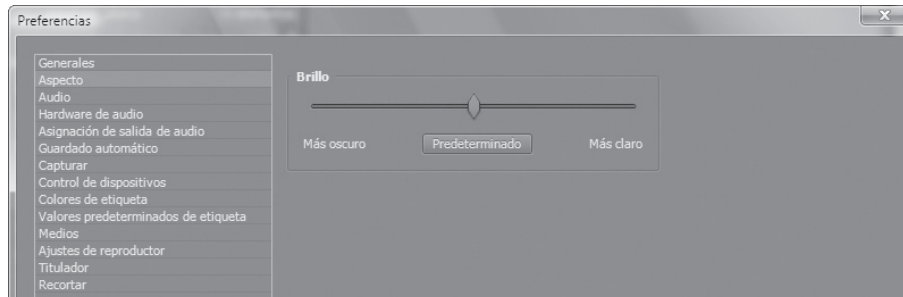 Preferencias
Generales
Aspecto
Audio
Hardware de audio
Asignación de salida de audio
Guardado automático
Capturar
Control de dispositivos
Colores de etiqueta
Valores predeterminados de etiqueta
Medios
Ajustes de reproductor
Titulador
Recortar
Brillo
Más oscuro
Predeterminado
Más claro